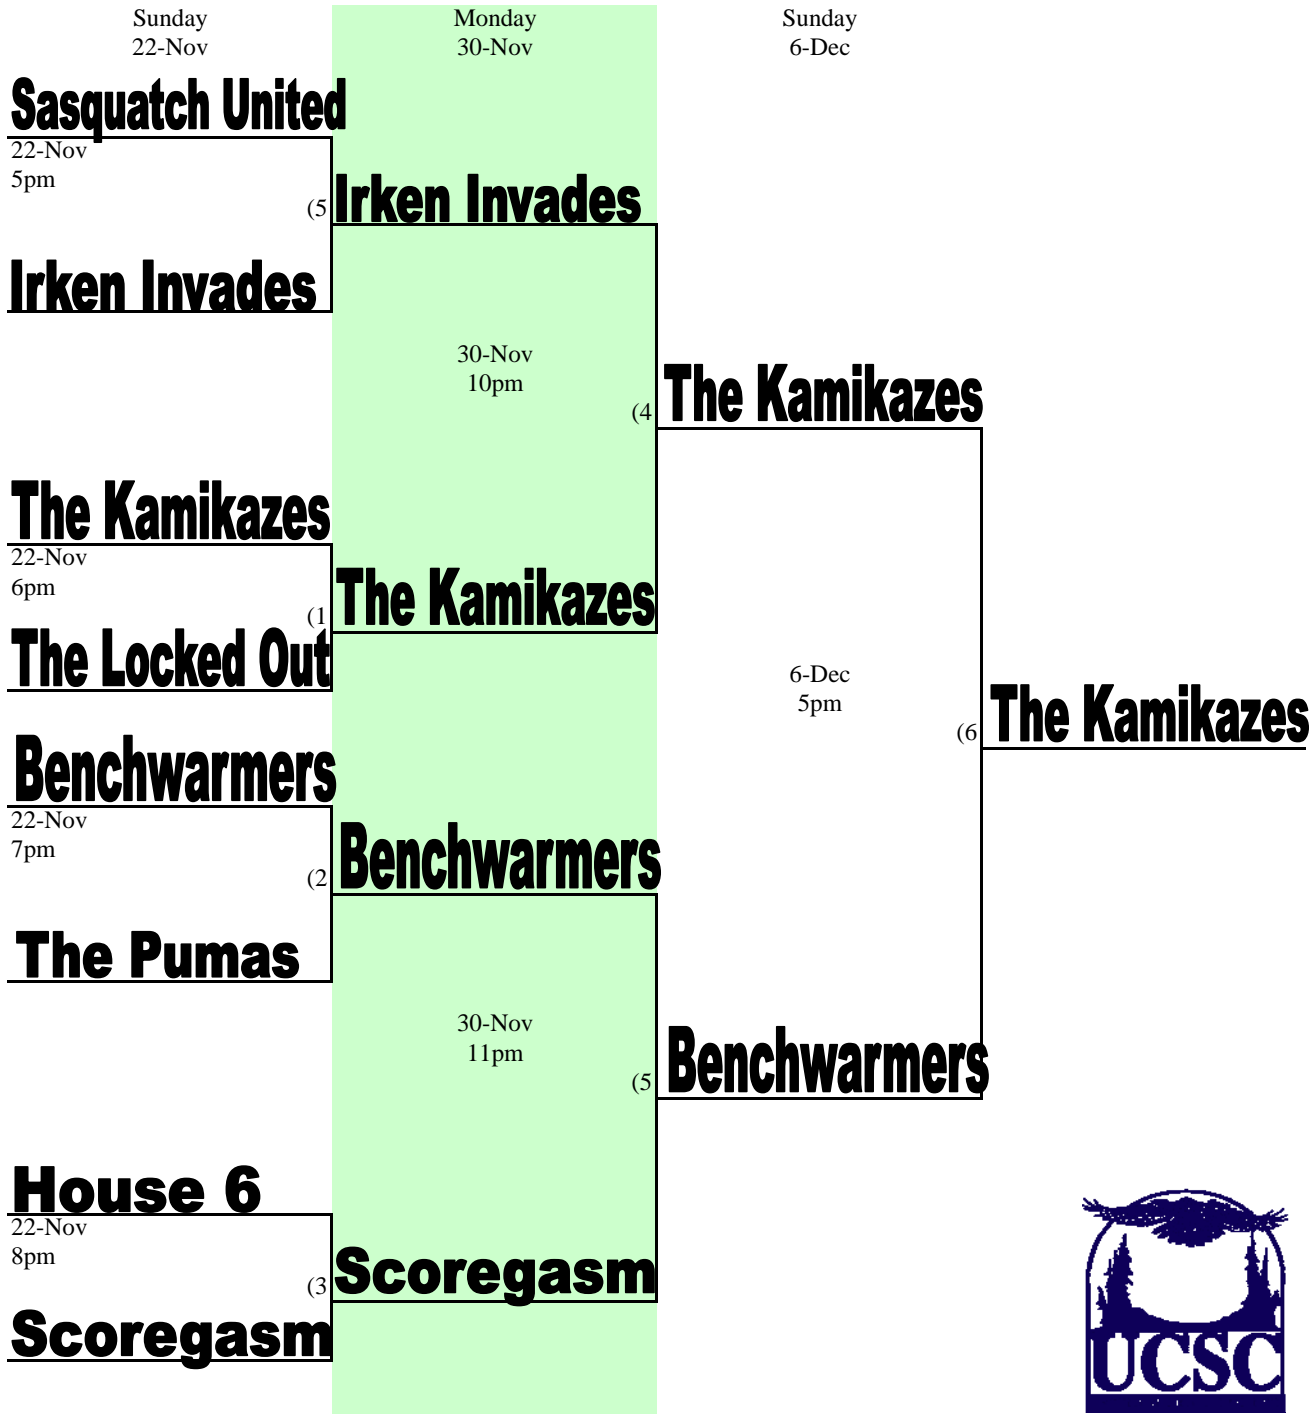 Sunday
22-Nov
Monday
30-Nov
Sunday
6-Dec
Sasquatch United
22-Nov
5pm
(5
Irken Invades
Irken Invades
30-Nov
10pm
(4
The Kamikazes
The Kamikazes
22-Nov
6pm
(1
The Kamikazes
The Locked Out
6-Dec
5pm
(6
The Kamikazes
Benchwarmers
22-Nov
7pm
(2
Benchwarmers
The Pumas
30-Nov
11pm
(5
Benchwarmers
House 6
22-Nov
8pm
(3
Scoregasm
Scoregasm
UCSC